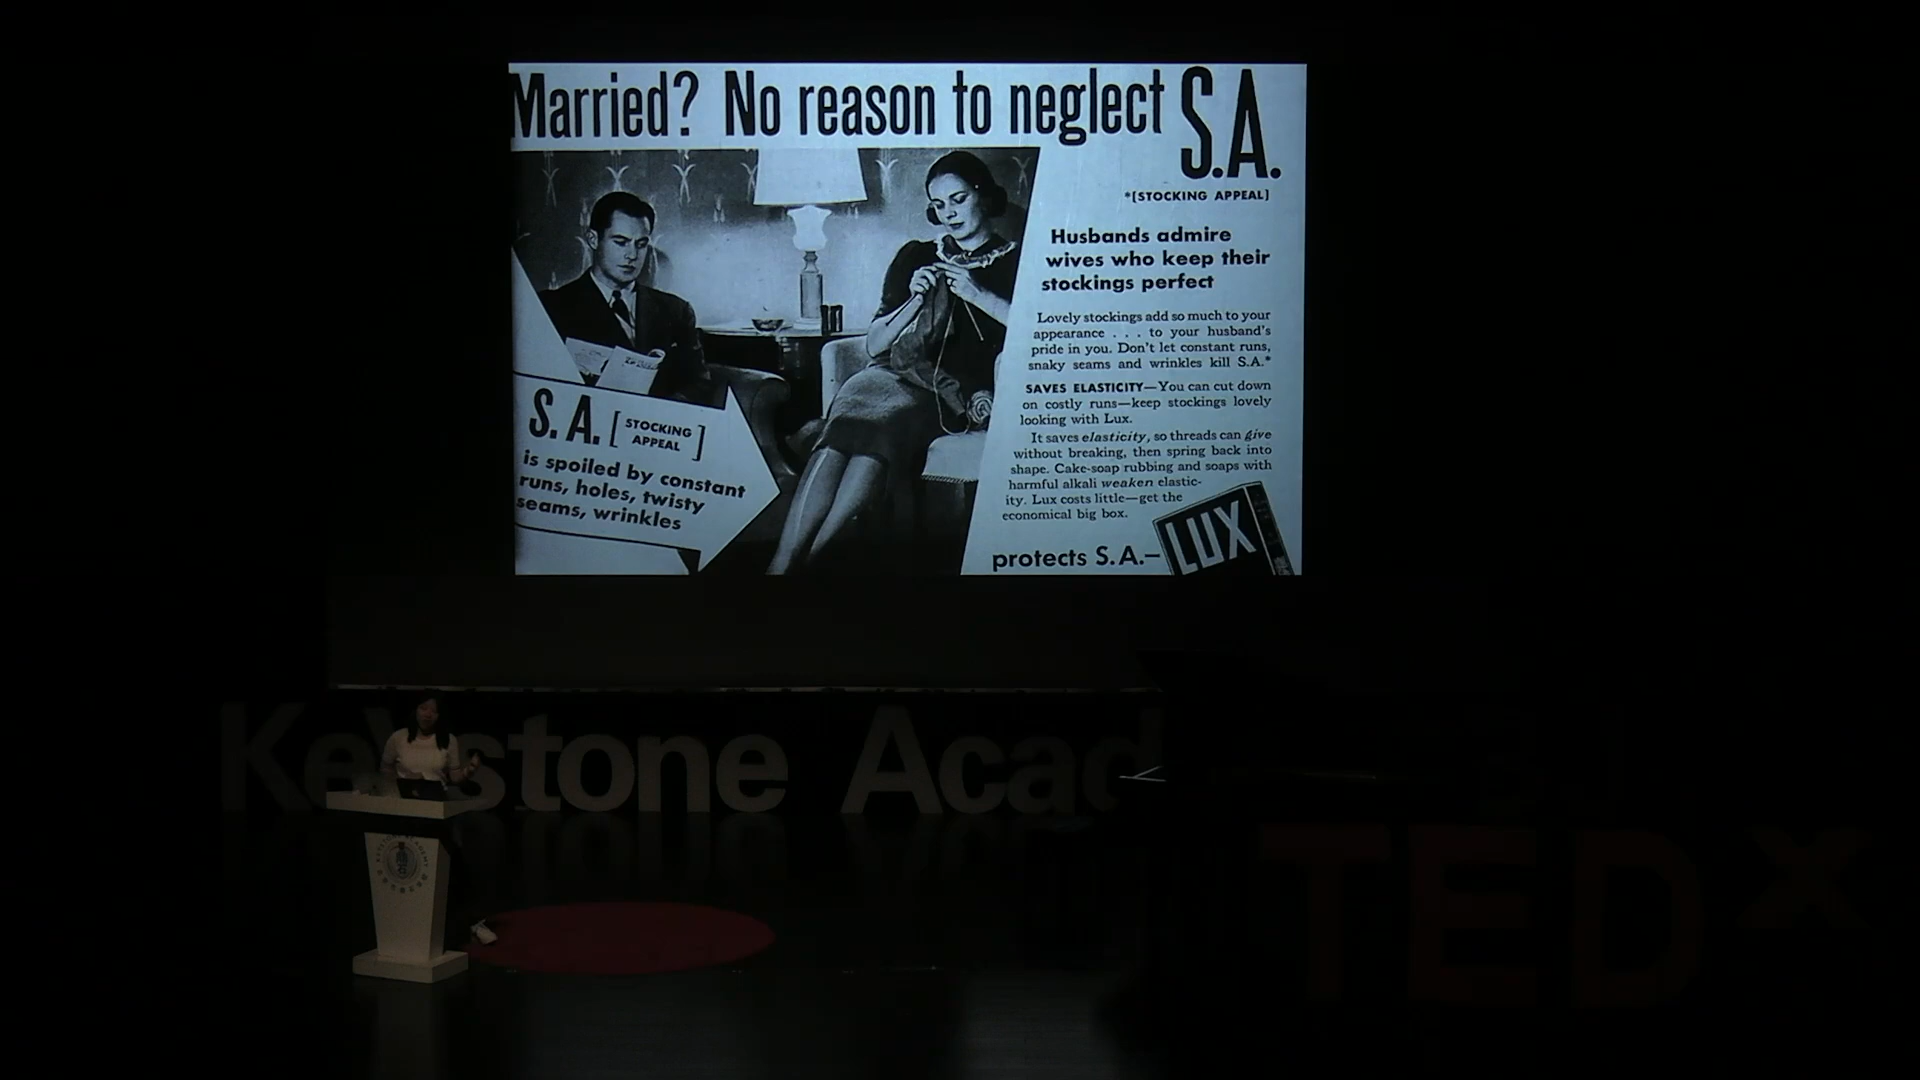 Married? No reason to neglect S.A.
*[STOCKING APPEAL]
Husbands admire
wives who keep their
stockings perfect
Lovely stockings add so much to your
appearance . . . to your husband's
pride in you. Don't let constant runs,
snaky seams and wrinkles kill S.A.*
SAVES ELASTICITY—You can cut down
on costly runs—keep stockings lovely
looking with Lux.
It saves elasticity, so threads can give
without breaking, then spring back into
shape. Cake-soap rubbing and soaps with
harmful alkali weaken elastic-
ity. Lux costs little—get the
economical big box.
protects S.A.—
LUX
S.A. [STOCKING
APPEAL]
is spoiled by constant
runs, holes, twisty
seams, wrinkles
Keystone Acad
TEDx